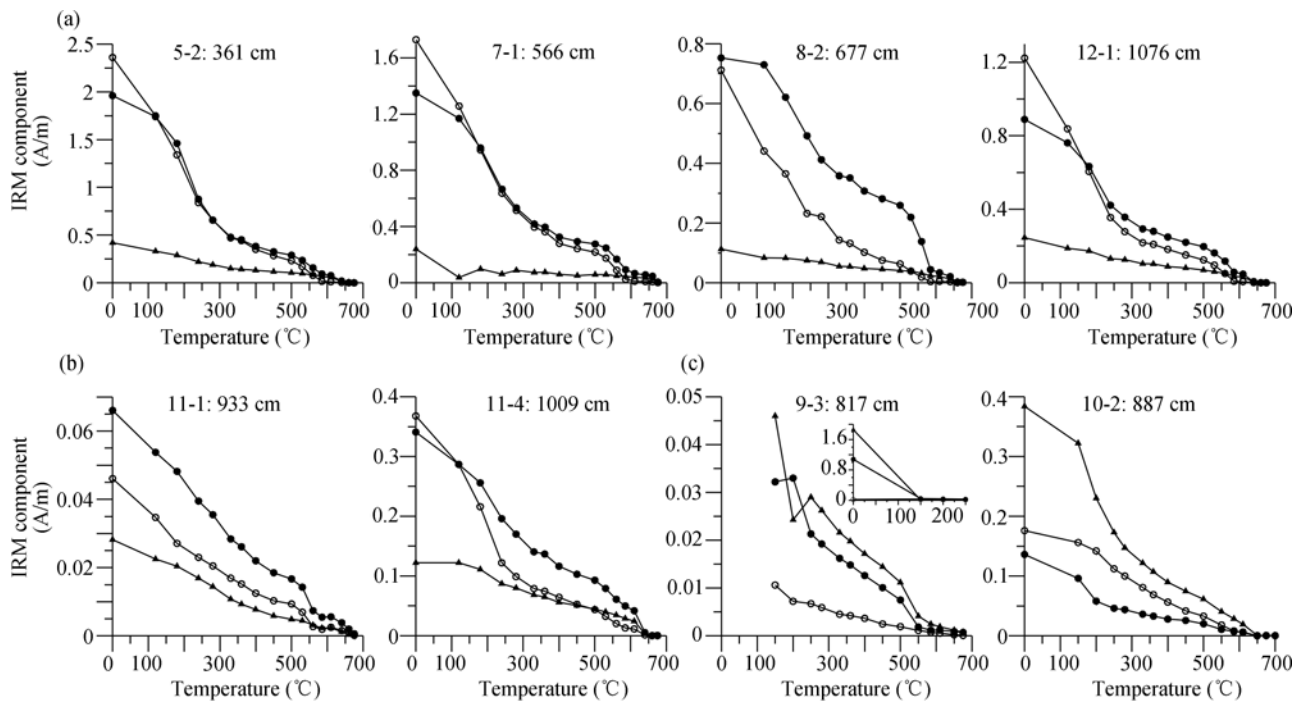 (a)
5-2: 361 cm
7-1: 566 cm
8-2: 677 cm
12-1: 1076 cm
IRM component
(A/m)
2.5
2
1.5
1
0.5
0
1.6
1.2
0.8
0.4
0
0.8
0.6
0.4
0.2
0
1.2
0.8
0.4
0
0 100 300 500 700
0 100 300 500 700
0 100 300 500 700
0 100 300 500 700
Temperature (℃)
Temperature (℃)
Temperature (℃)
Temperature (℃)
(b)
(c)
11-1: 933 cm
11-4: 1009 cm
9-3: 817 cm
10-2: 887 cm
IRM component
(A/m)
0.06
0.04
0.02
0
0.4
0.3
0.2
0.1
0
0.05
0.04
0.03
0.02
0.01
0
1.6
0.8
0
0 100 200
0.4
0.3
0.2
0.1
0
0 100 300 500 700
0 100 300 500 700
0 100 300 500 700
0 100 300 500 700
Temperature (℃)
Temperature (℃)
Temperature (℃)
Temperature (℃)